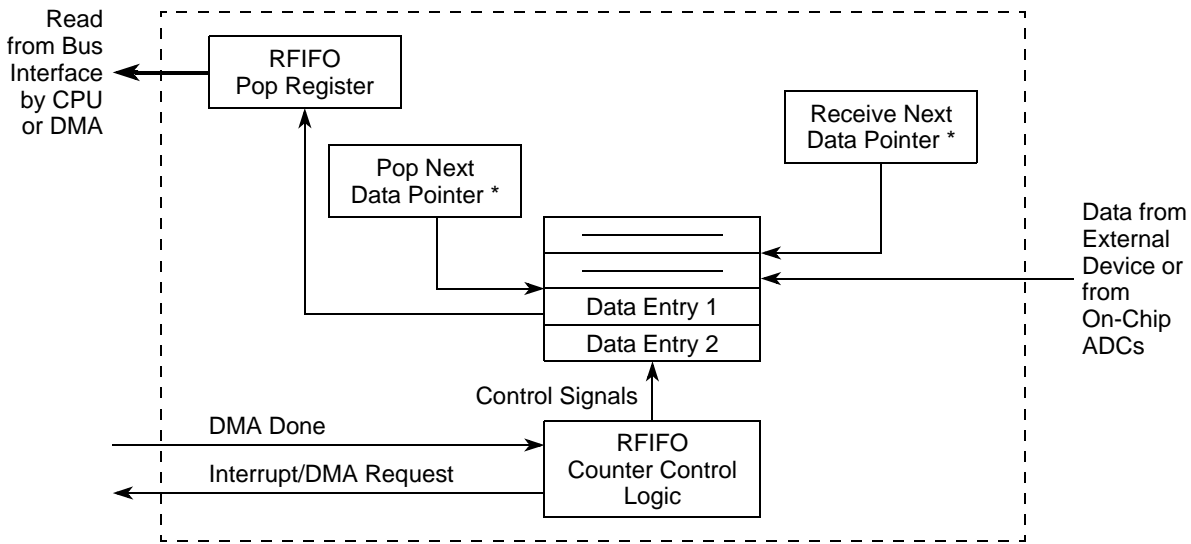 Read
from Bus
Interface
by CPU
or DMA
RFIFO
Pop Register
Receive Next
Data Pointer *
Pop Next
Data Pointer *
Data from
External
Device or
from
On-Chip
ADCs
Data Entry 1
Data Entry 2
Control Signals
DMA Done
RFIFO
Counter Control
Logic
Interrupt/DMA Request